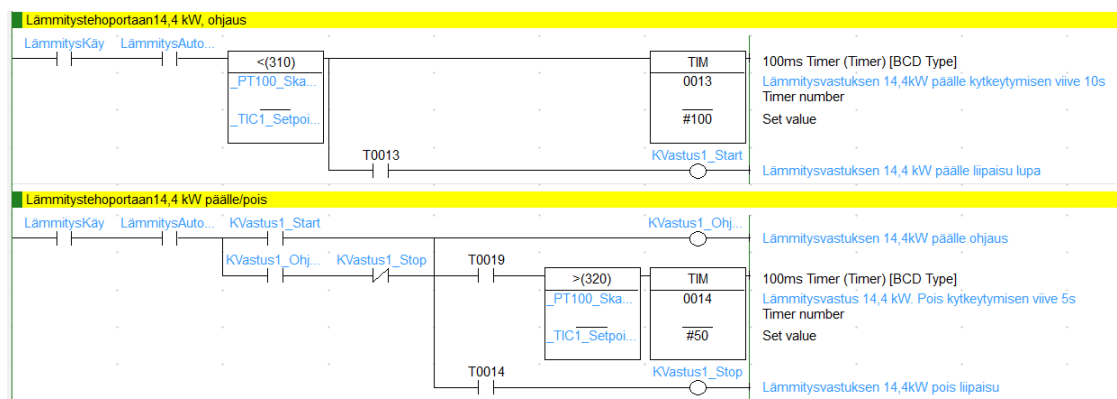 Lämmitystehoportaan14,4 kW, ohjaus
LämmitysKäy LämmitysAuto...
<(310)
_PT100_Ska...
_TIC1_Setpoi...
TIM
0013
#100
100ms Timer (Timer) [BCD Type]
Lämmitysvastuksen 14,4kW päälle kytkeytymisen viive 10s
Timer number
Set value
T0013
KVastus1_Start
Lämmitysvastuksen 14,4 kW päälle liipaisu lupa
Lämmitystehoportaan14,4 kW päälle/pois
LämmitysKäy LämmitysAuto... KVastus1_Start
KVastus1_Ohj...
Lämmitysvastuksen 14,4kW päälle ohjaus
KVastus1_Ohj... KVastus1_Stop
T0019
>(320)
_PT100_Ska...
_TIC1_Setpoi...
TIM
0014
#50
100ms Timer (Timer) [BCD Type]
Lämmitysvastus 14,4 kW. Pois kytkeytymisen viive 5s
Timer number
Set value
T0014
KVastus1_Stop
Lämmitysvastuksen 14,4kW pois liipaisu